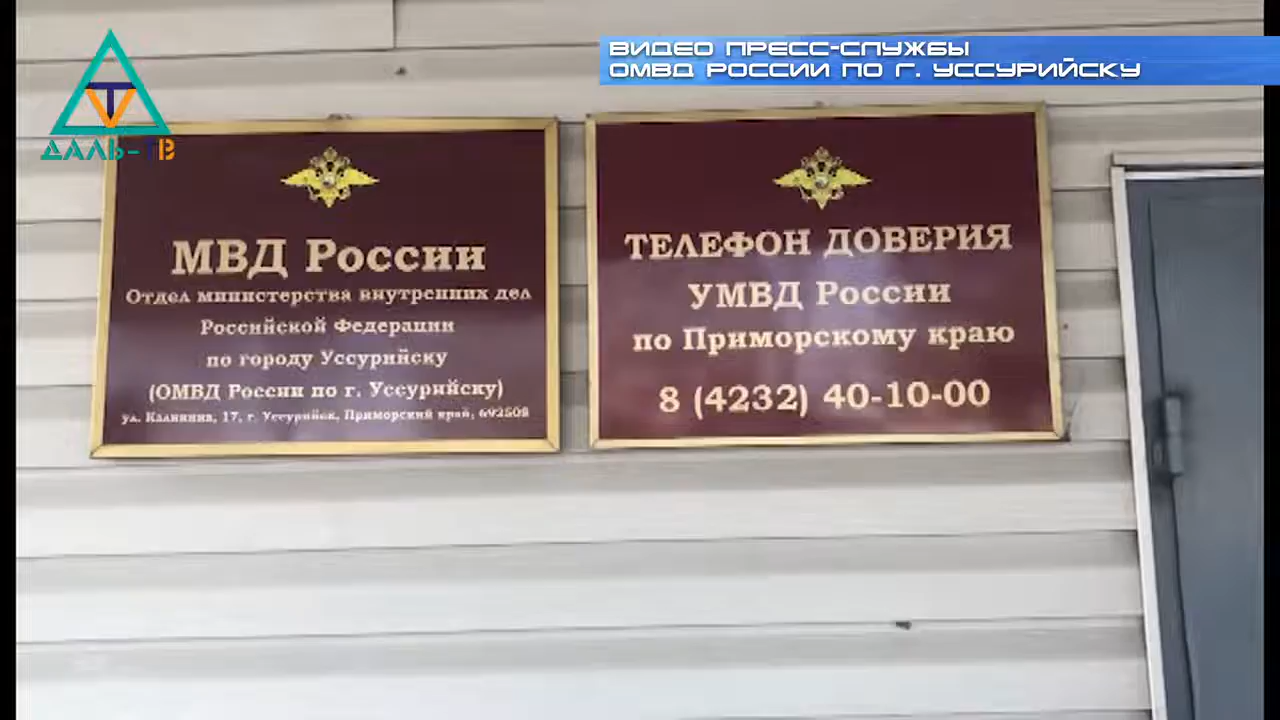 ВИДЕО ПРЕСС-СЛУЖБЫ
ОМВД РОССИИ ПО Г. УССУРИЙСКУ
TV
ДАЛЬ-ТВ
МВД России
Отдел министерства внутренних дел
Российской Федерации
по городу Уссурийску
(ОМВД России по г. Уссурийску)
ул. Калинина, 17, г. Уссурийск, Приморский край, 692508
ТЕЛЕФОН ДОВЕРИЯ
УМВД России
по Приморскому краю
8 (4232) 40-10-00